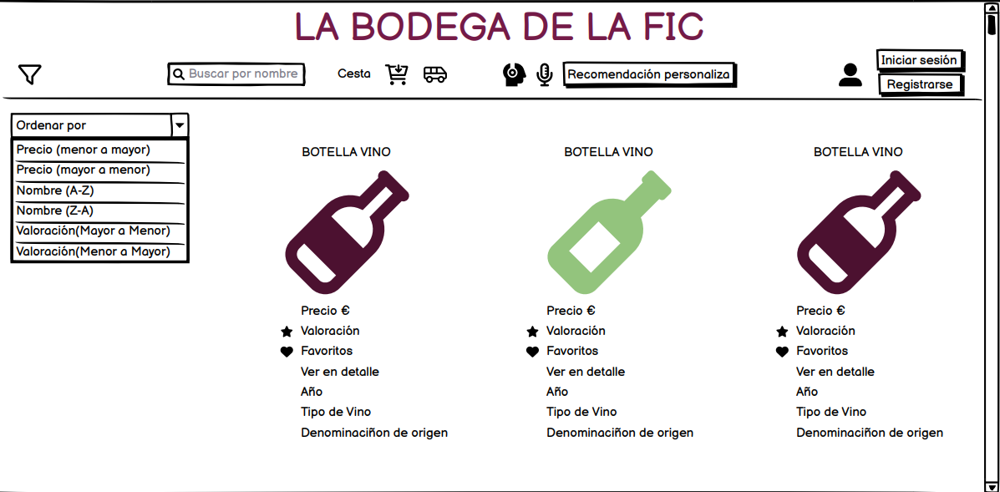 LA BODEGA DE LA FIC
Buscar por nombre
Cesta
Recomendación personaliza
Iniciar sesión
Registrarse
Ordenar por
Precio (menor a mayor)
Precio (mayor a menor)
Nombre (A-Z)
Nombre (Z-A)
Valoración(Mayor a Menor)
Valoración(Menor a Mayor)
BOTELLA VINO
Precio €
Valoración
Favoritos
Ver en detalle
Año
Tipo de Vino
Denominaciñon de origen
BOTELLA VINO
Precio €
Valoración
Favoritos
Ver en detalle
Año
Tipo de Vino
Denominaciñon de origen
BOTELLA VINO
Precio €
Valoración
Favoritos
Ver en detalle
Año
Tipo de Vino
Denominaciñon de origen